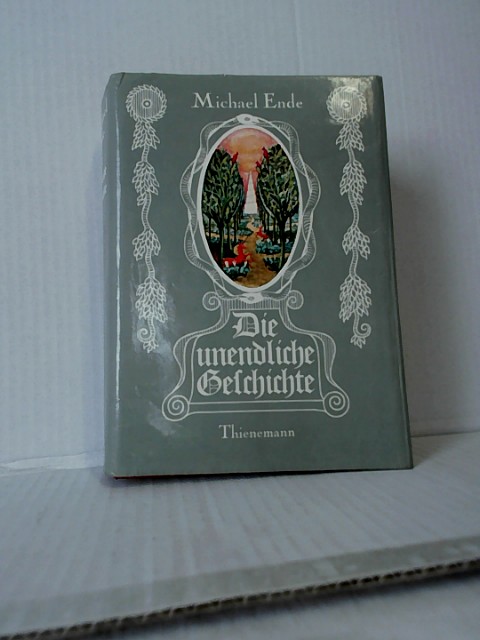 Michael Ende
Die
unendliche
Geſchichte
Thienemann